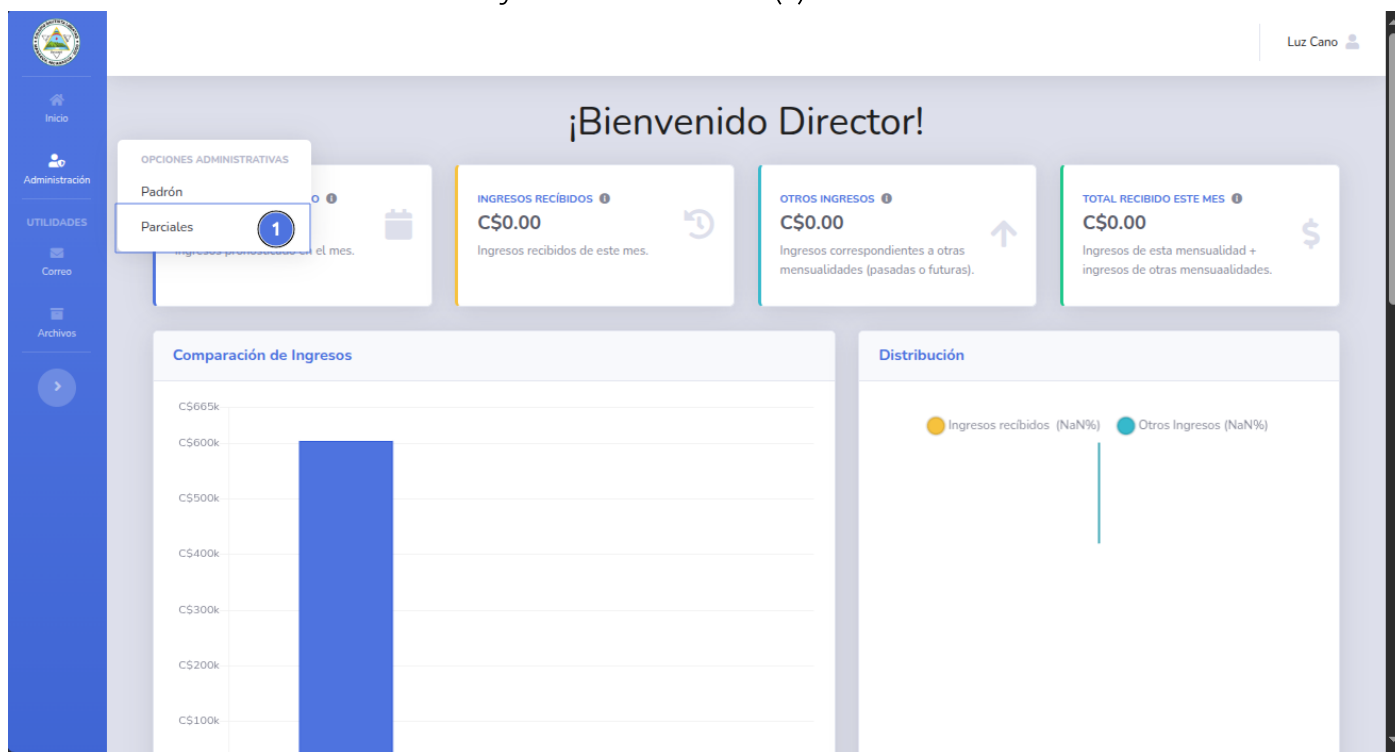 Luz Cano
Inicio
Administración
UTILIDADES
Correo
Archivos
¡Bienvenido Director!
OPCIONES ADMINISTRATIVAS
Padrón
Parciales
1
O
en el mes.
INGRESOS RECÍBIDOS
C$0.00
Ingresos recibidos de este mes.
OTROS INGRESOS
C$0.00
Ingresos correspondientes a otras
mensualidades (pasadas o futuras).
TOTAL RECIBIDO ESTE MES
C$0.00
Ingresos de esta mensualidad +
ingresos de otras mensuaalidades.
Comparación de Ingresos
C$665k
C$600k
C$500k
C$400k
C$300k
C$200k
C$100k
Distribución
Ingresos recíbidos (NaN%) Otros Ingresos (NaN%)